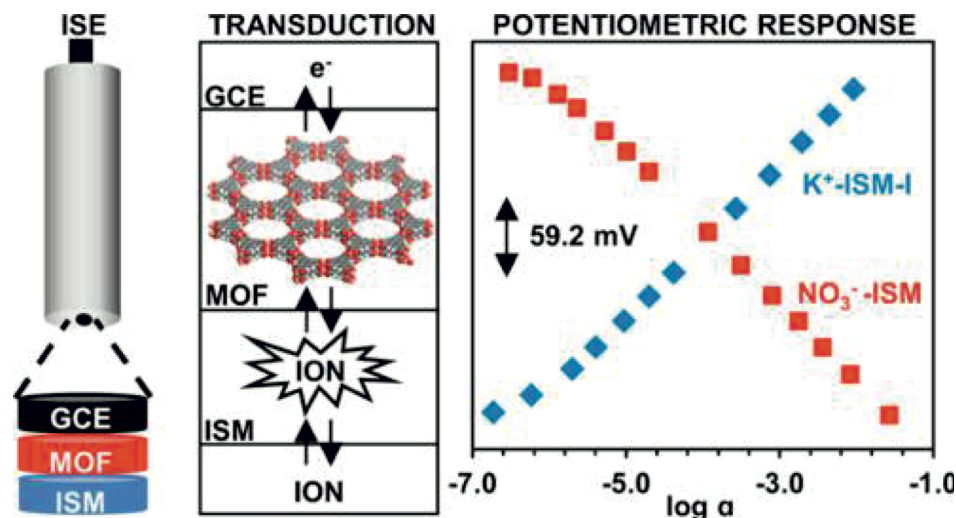 ISE
GCE
MOF
ISM
TRANSDUCTION
e-
GCE
MOF
ION
ISM
ION
POTENTIOMETRIC RESPONSE
K+-ISM-I
59.2 mV
NO3--ISM
-7.0 -5.0 -3.0 -1.0
log a